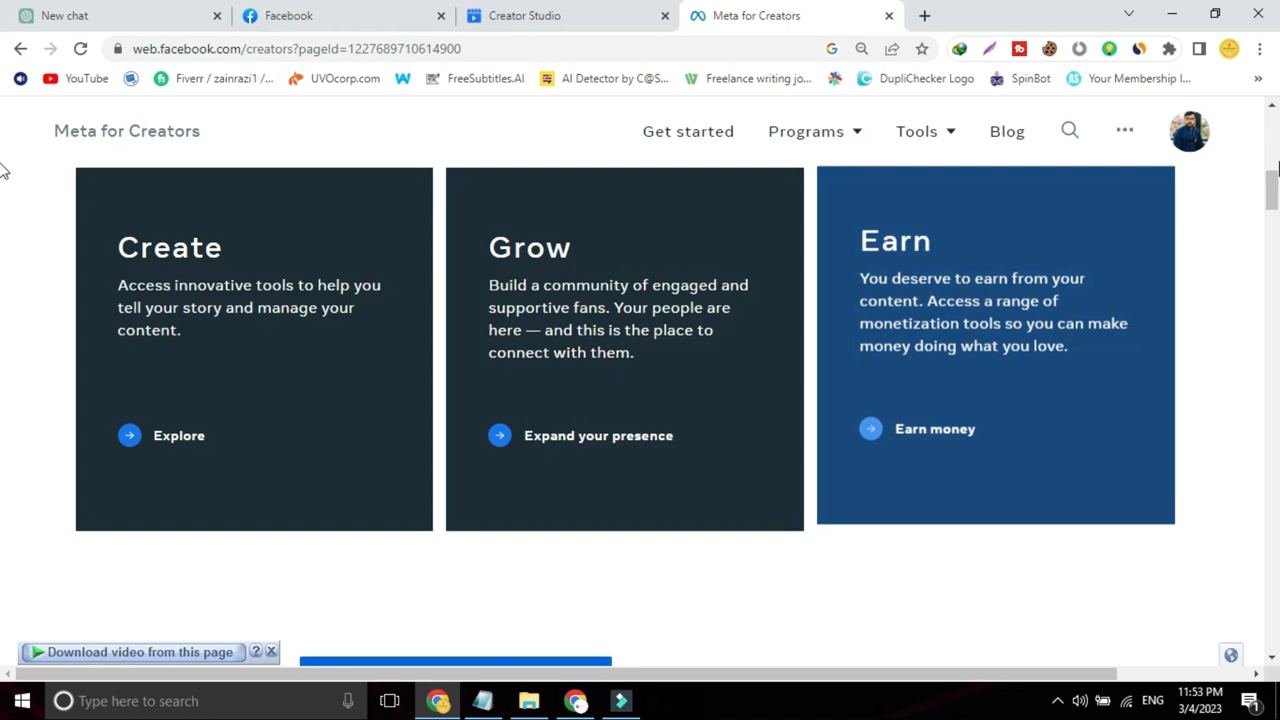 New chat
Facebook
Creator Studio
Meta for Creators
web.facebook.com/creators?pageId=1227689710614900
YouTube
Fiverr / zainrazi1/...
UVOcorp.com
FreeSubtitles.AI
AI Detector by C@S...
Freelance writing jo...
DupliChecker Logo
SpinBot
Your Membership I...
Meta for Creators
Get started
Programs
Tools
Blog
Create
Access innovative tools to help you
tell your story and manage your
content.
Explore
Grow
Build a community of engaged and
supportive fans. Your people are
here — and this is the place to
connect with them.
Expand your presence
Earn
You deserve to earn from your
content. Access a range of
monetization tools so you can make
money doing what you love.
Earn money
Download video from this page
Type here to search
ENG
11:53 PM
3/4/2023
1